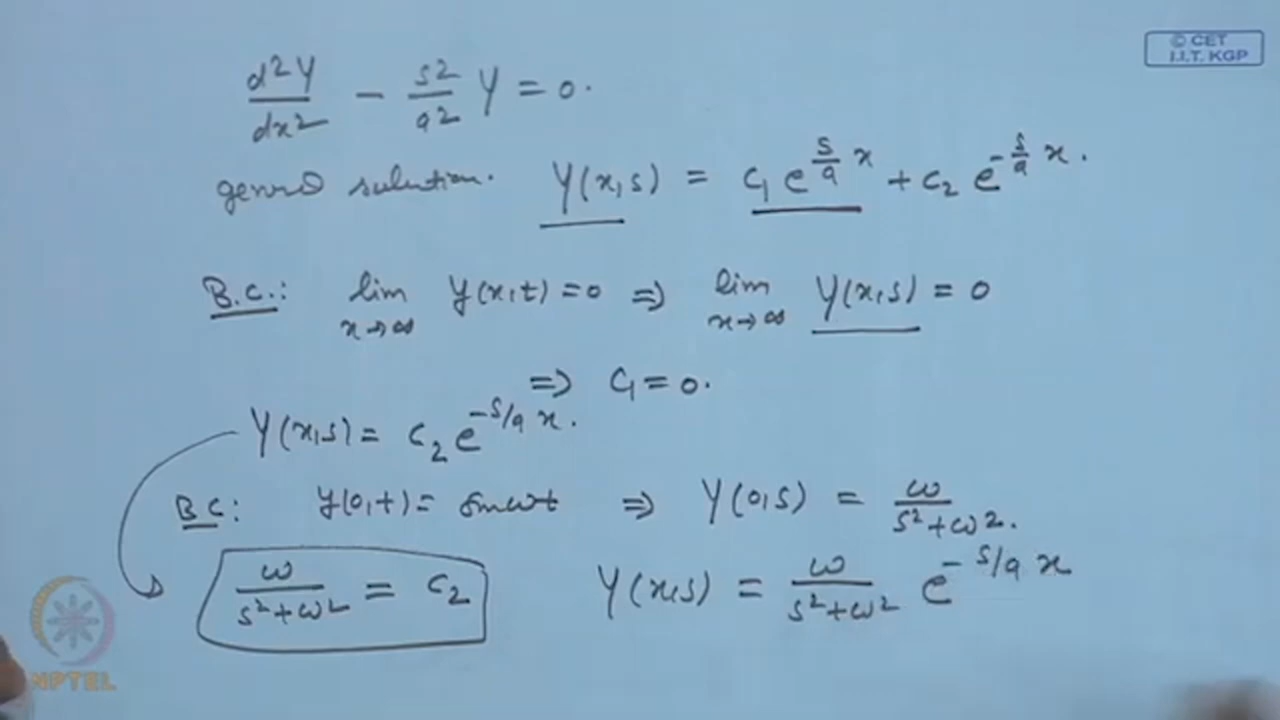 © CET
I.I.T. KGP
d²Y/dx² - s²/a² Y = 0.
solution. Y(x,s) = c₁ e^{s/a x} + c₂ e^{-s/a x}.
B.C.: lim_{x→∞} y(x,t) = 0 ⇒ lim_{x→∞} Y(x,s) = 0
⇒ c₁ = 0.
Y(x,s) = c₂ e^{-s/a x}.
B.C: y(0,t) = sin ωt ⇒ Y(0,s) = ω/(s²+ω²).
ω/(s²+ω²) = c₂ Y(x,s) = ω/(s²+ω²) e^{-s/a x}
NPTEL